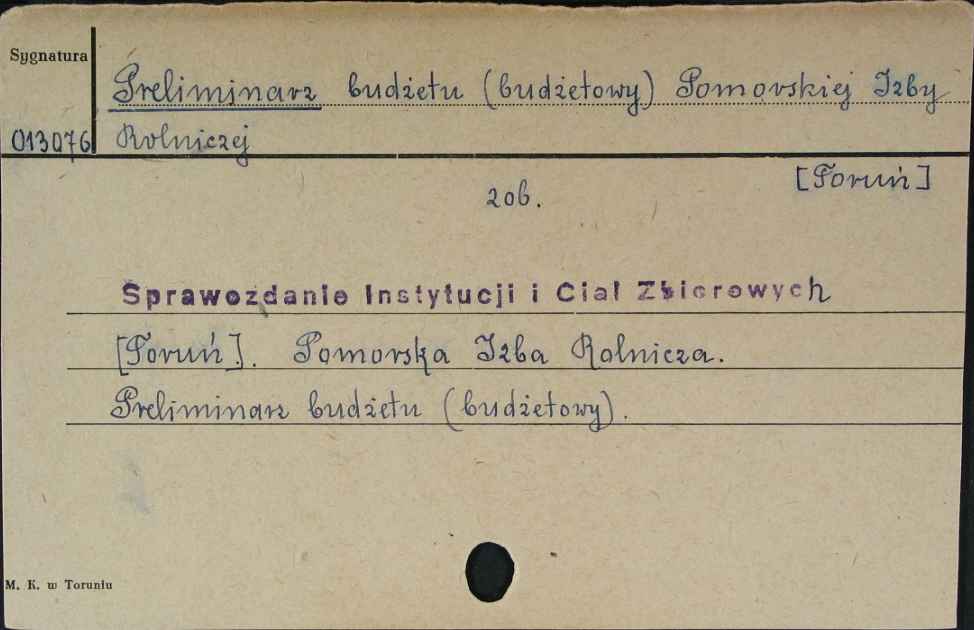 Sygnatura
Preliminarz budżetu (budżetowy) Pomorskiej Izby
013076 Rolniczej
[Toruń]
zob.
Sprawozdanie Instytucji i Ciał Zbiorowych
[Toruń]. Pomorska Izba Rolnicza.
Preliminarz budżetu (budżetowy).
M. K. w Toruniu